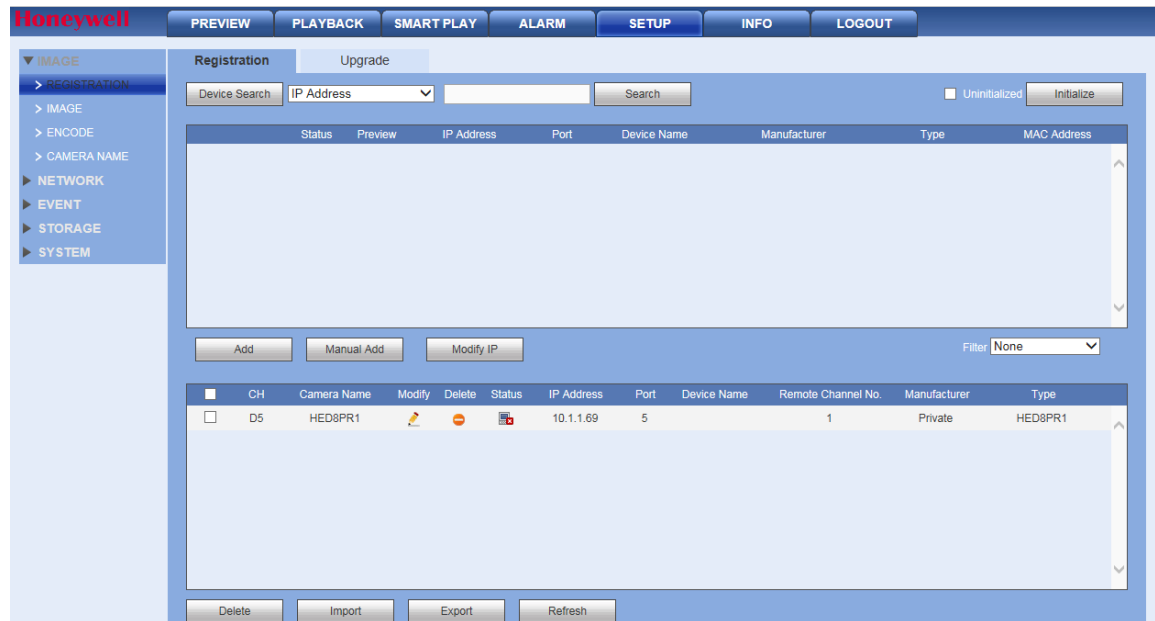 Honeywell
PREVIEW PLAYBACK SMART PLAY ALARM SETUP INFO LOGOUT
IMAGE
REGISTRATION
IMAGE
ENCODE
CAMERA NAME
NETWORK
EVENT
STORAGE
SYSTEM
Registration Upgrade
Device Search IP Address Search Uninitialized Initialize
Status Preview IP Address Port Device Name Manufacturer Type MAC Address
Add Manual Add Modify IP Filter None
CH Camera Name Modify Delete Status IP Address Port Device Name Remote Channel No. Manufacturer Type
D5 HED8PR1 10.1.1.69 5 1 Private HED8PR1
Delete Import Export Refresh